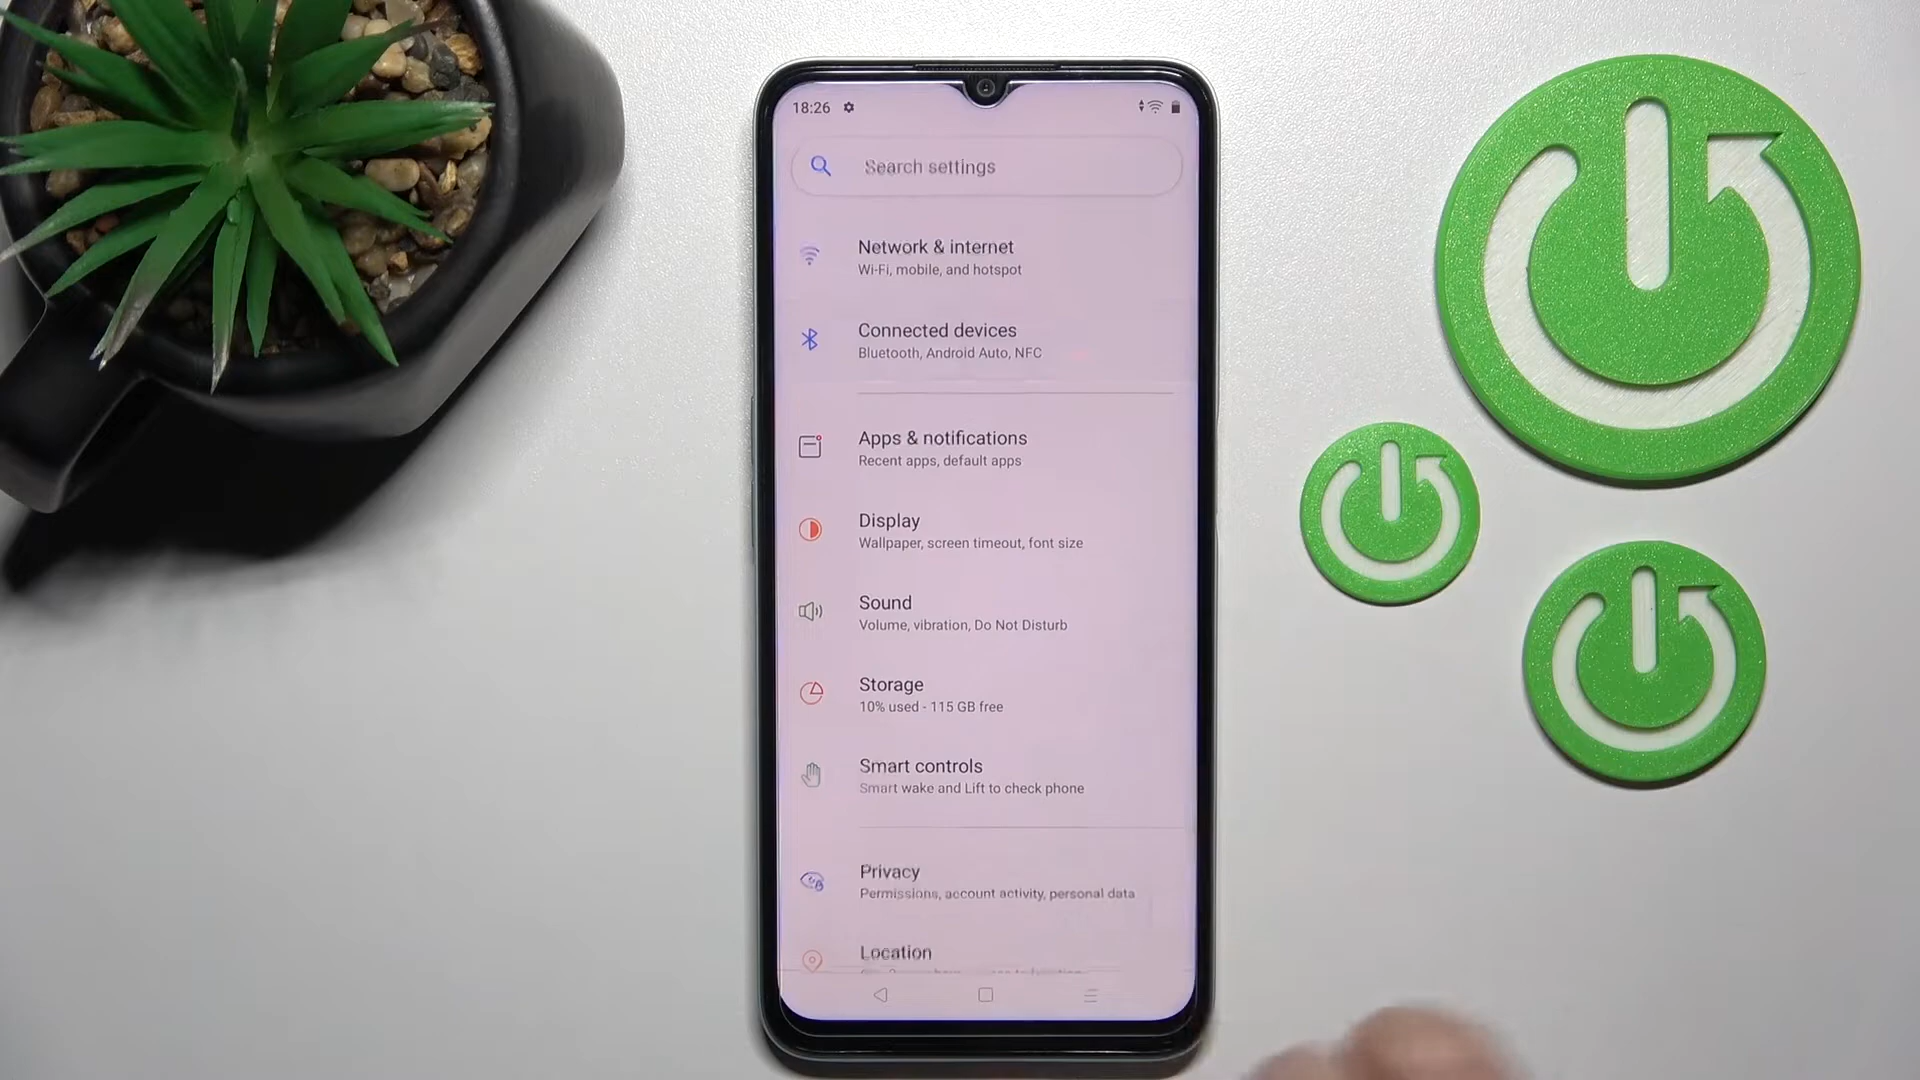 18:26
Search settings
Network & internet
Wi-Fi, mobile, and hotspot
Connected devices
Bluetooth, Android Auto, NFC
Apps & notifications
Recent apps, default apps
Display
Wallpaper, screen timeout, font size
Sound
Volume, vibration, Do Not Disturb
Storage
10% used - 115 GB free
Smart controls
Smart wake and Lift to check phone
Privacy
Permissions, account activity, personal data
Location